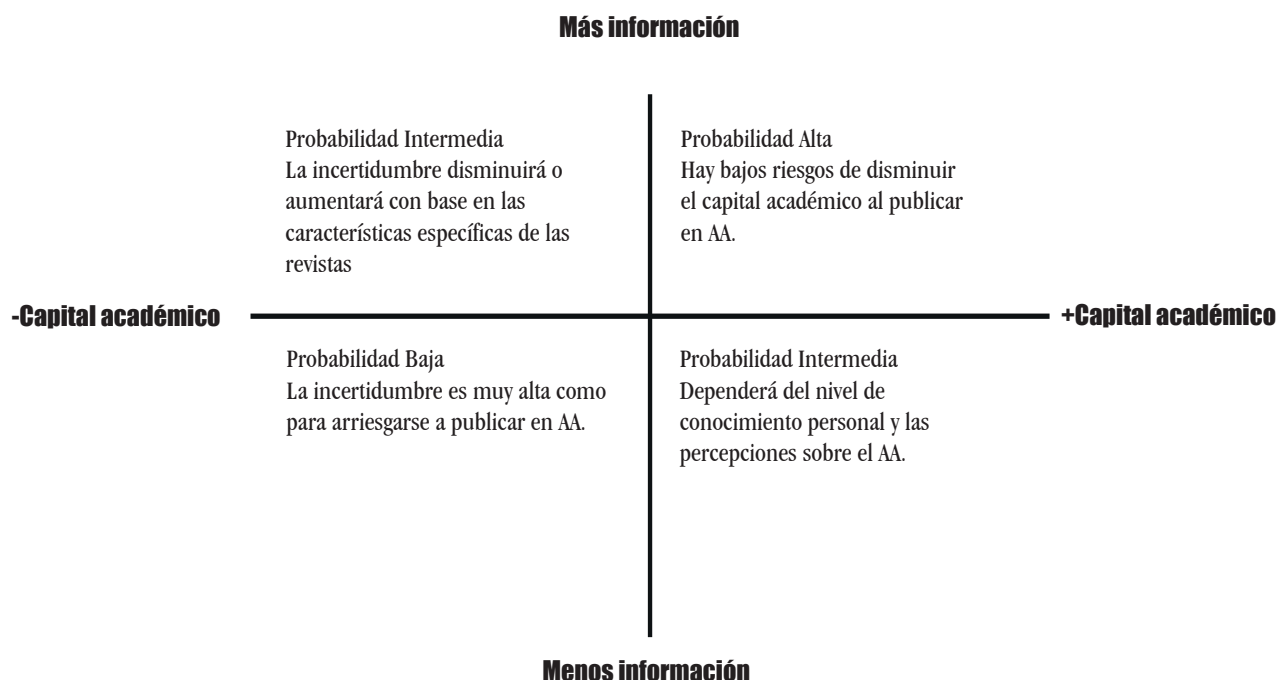 Más información
Probabilidad Intermedia
La incertidumbre disminuirá o
aumentará con base en las
características específicas de las
revistas
Probabilidad Alta
Hay bajos riesgos de disminuir
el capital académico al publicar
en AA.
-Capital académico
+Capital académico
Probabilidad Baja
La incertidumbre es muy alta como
para arriesgarse a publicar en AA.
Probabilidad Intermedia
Dependerá del nivel de
conocimiento personal y las
percepciones sobre el AA.
Menos información